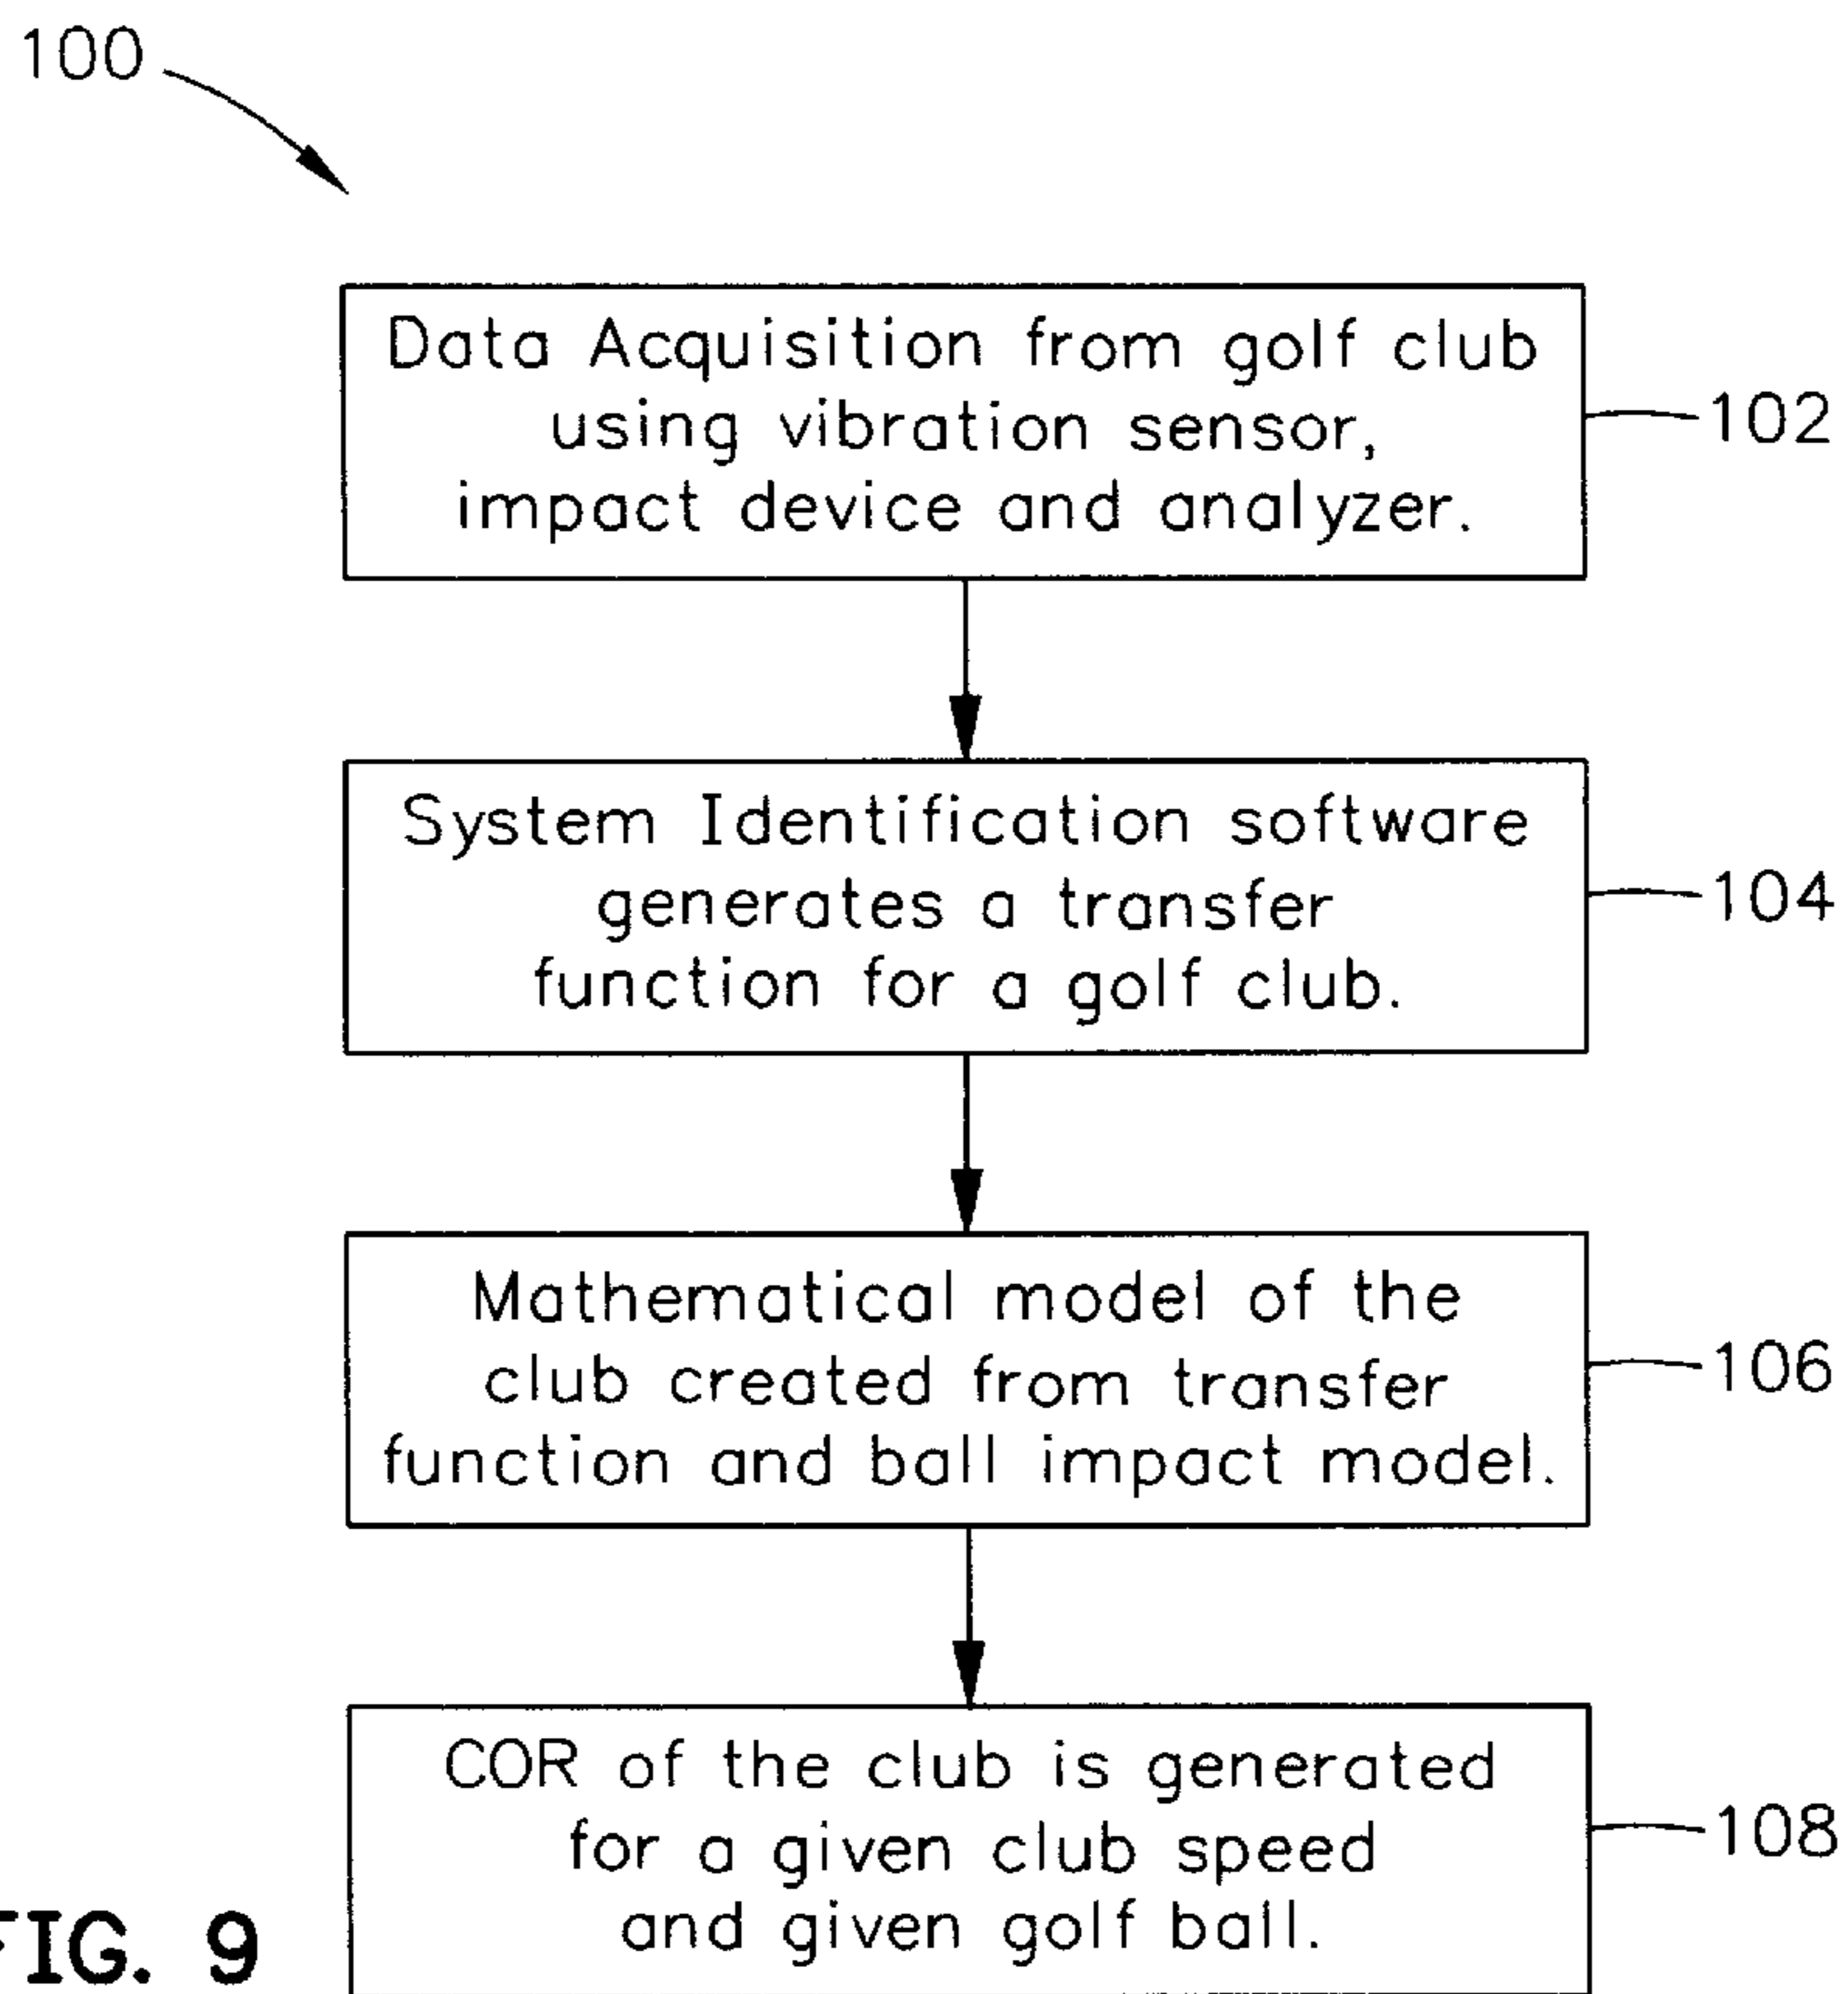 100
Data Acquisition from golf club
using vibration sensor,
impact device and analyzer.
102
System Identification software
generates a transfer
function for a golf club.
104
Mathematical model of the
club created from transfer
function and ball impact model.
106
COR of the club is generated
for a given club speed
and given golf ball.
108
FIG. 9